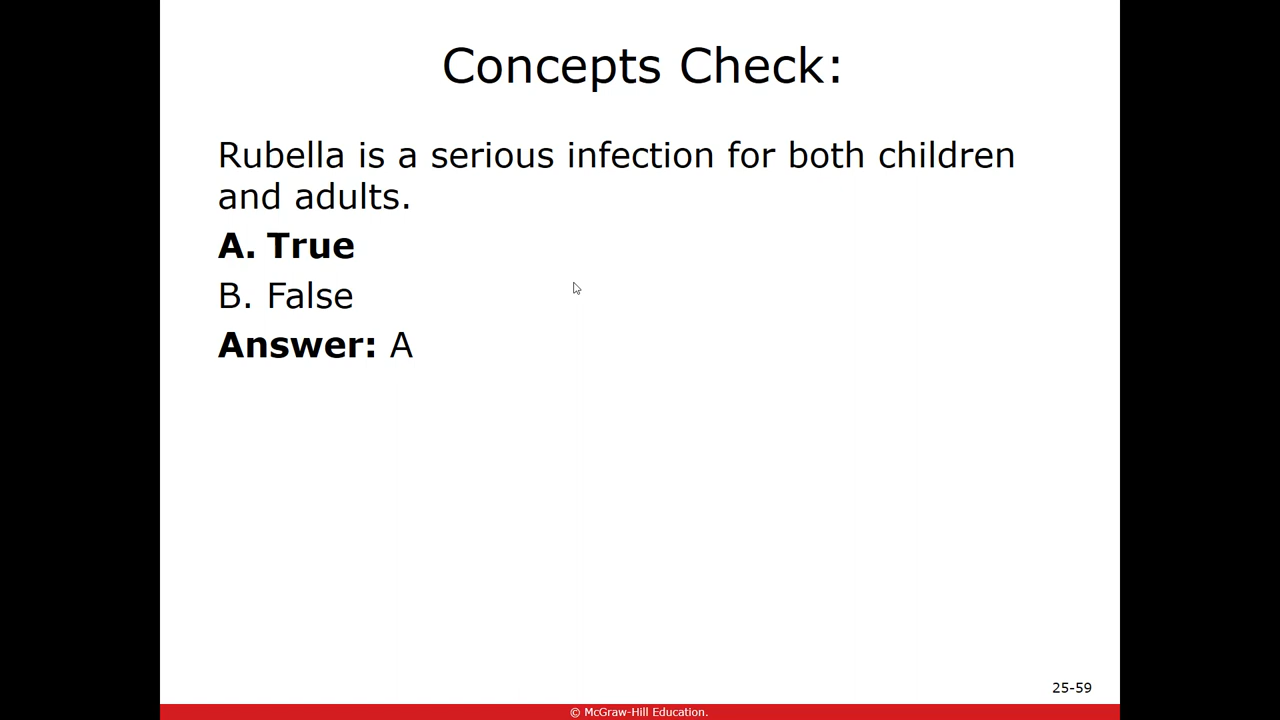 Concepts Check:
Rubella is a serious infection for both children
and adults.
A. True
B. False
Answer: A
25-59
© McGraw-Hill Education.